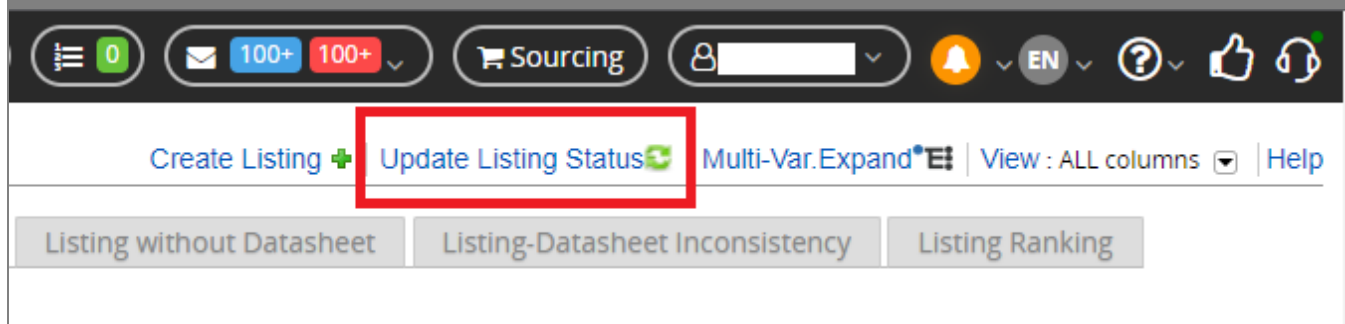 0 100+ 100+ Sourcing EN ?
Create Listing Update Listing Status Multi-Var.Expand View : ALL columns Help
Listing without Datasheet Listing-Datasheet Inconsistency Listing Ranking